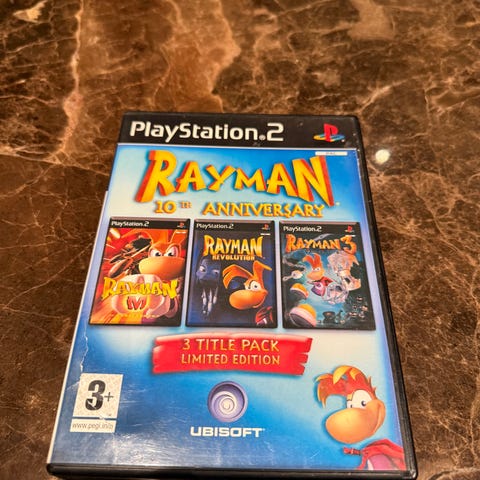 PlayStation®2
RAYMAN
10TH ANNIVERSARY
PlayStation®2
RAYMAN
M
PlayStation®2
RAYMAN
REVOLUTION
PlayStation®2
RAYMAN 3
3 TITLE PACK
LIMITED EDITION
3+
www.pegi.info
UBISOFT